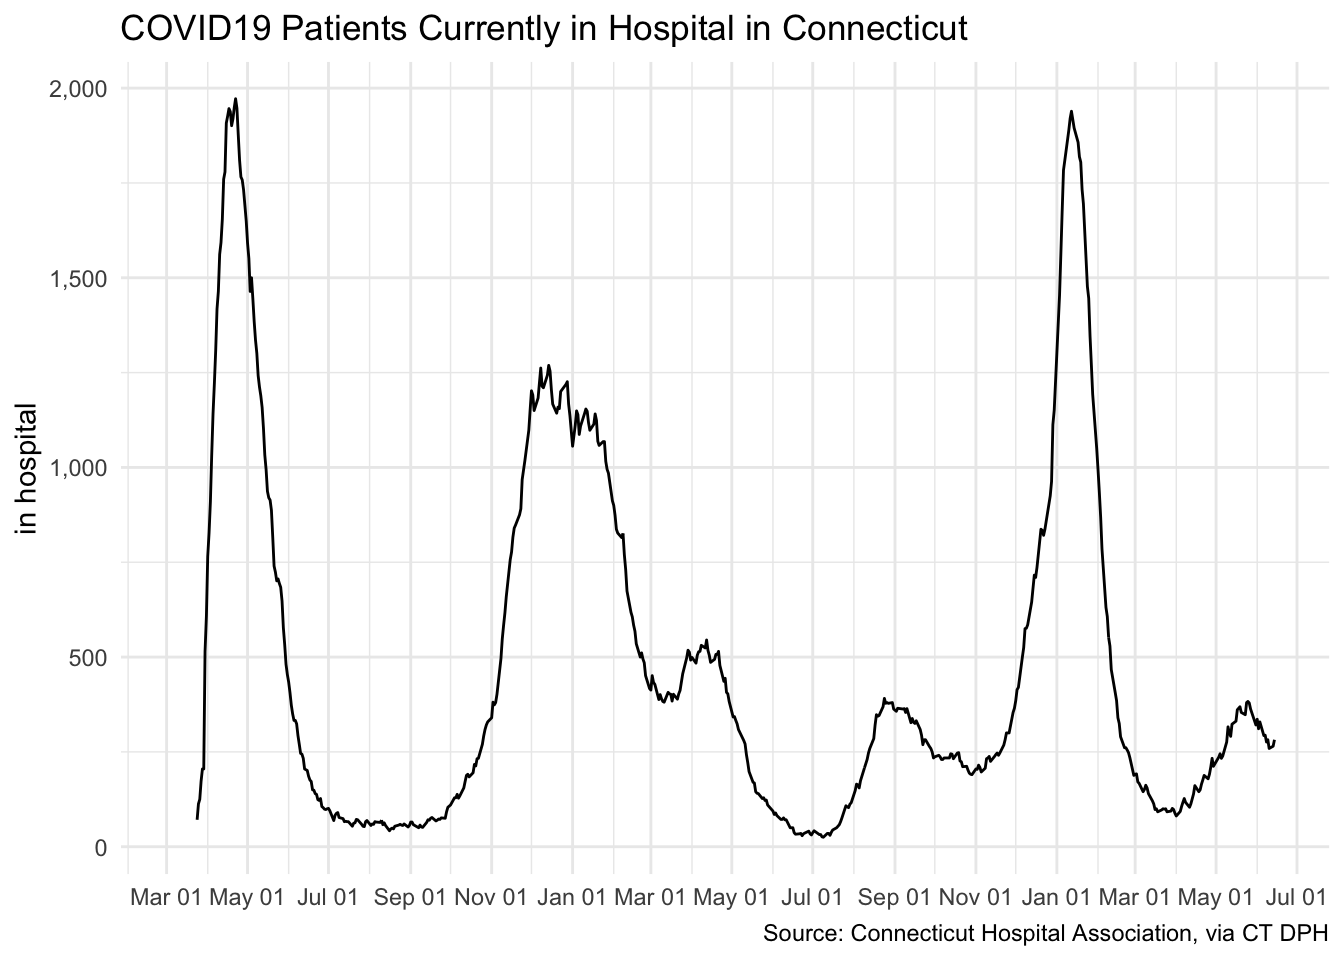 COVID19 Patients Currently in Hospital in Connecticut
2,000
1,500
1,000
500
0
in hospital
Mar 01 May 01 Jul 01 Sep 01 Nov 01 Jan 01 Mar 01 May 01 Jul 01 Sep 01 Nov 01 Jan 01 Mar 01 May 01 Jul 01
Source: Connecticut Hospital Association, via CT DPH